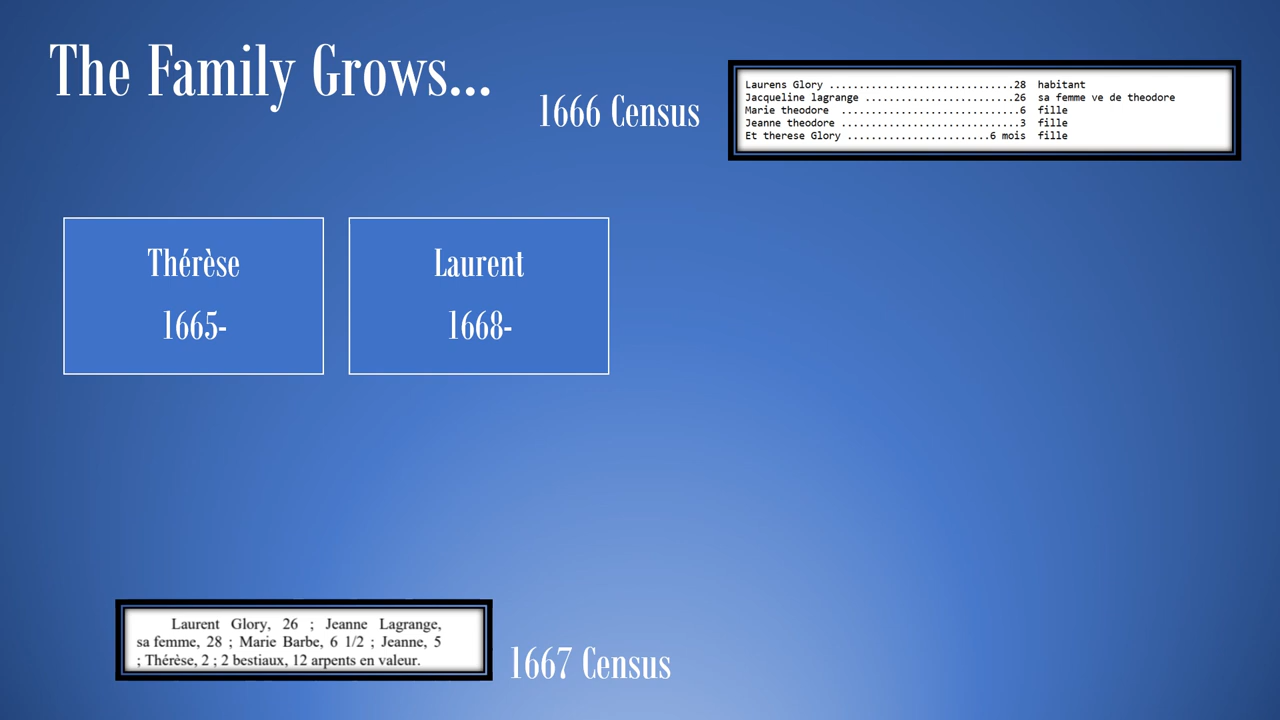 The Family Grows...
1666 Census
Laurens Glory ...............................28 habitant
Jacqueline lagrange .........................26 sa femme ve de theodore
Marie theodore ..............................6 fille
Jeanne theodore .............................3 fille
Et therese Glory ........................6 mois fille
Thérèse
1665-
Laurent
1668-
Laurent Glory, 26 ; Jeanne Lagrange,
sa femme, 28 ; Marie Barbe, 6 1/2 ; Jeanne, 5
; Thérèse, 2 ; 2 bestiaux, 12 arpents en valeur.
1667 Census